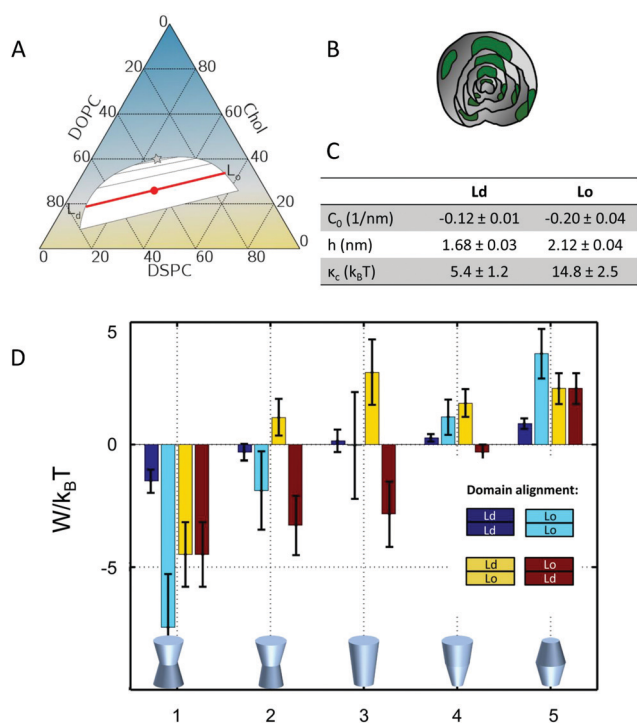 A
B
0
20
80
DOPC
Chol
40
60
60
40
Lo
80
20
Ld
0
0
20
40
60
80
100
DSPC
C
Ld Lo
C0 (1/nm) -0.12 ± 0.01 -0.20 ± 0.04
h (nm) 1.68 ± 0.03 2.12 ± 0.04
κc (kBT) 5.4 ± 1.2 14.8 ± 2.5
D
5
0
-5
W/kBT
Domain alignment:
Ld Lo
Ld Lo
Ld Lo
Lo Ld
1 2 3 4 5